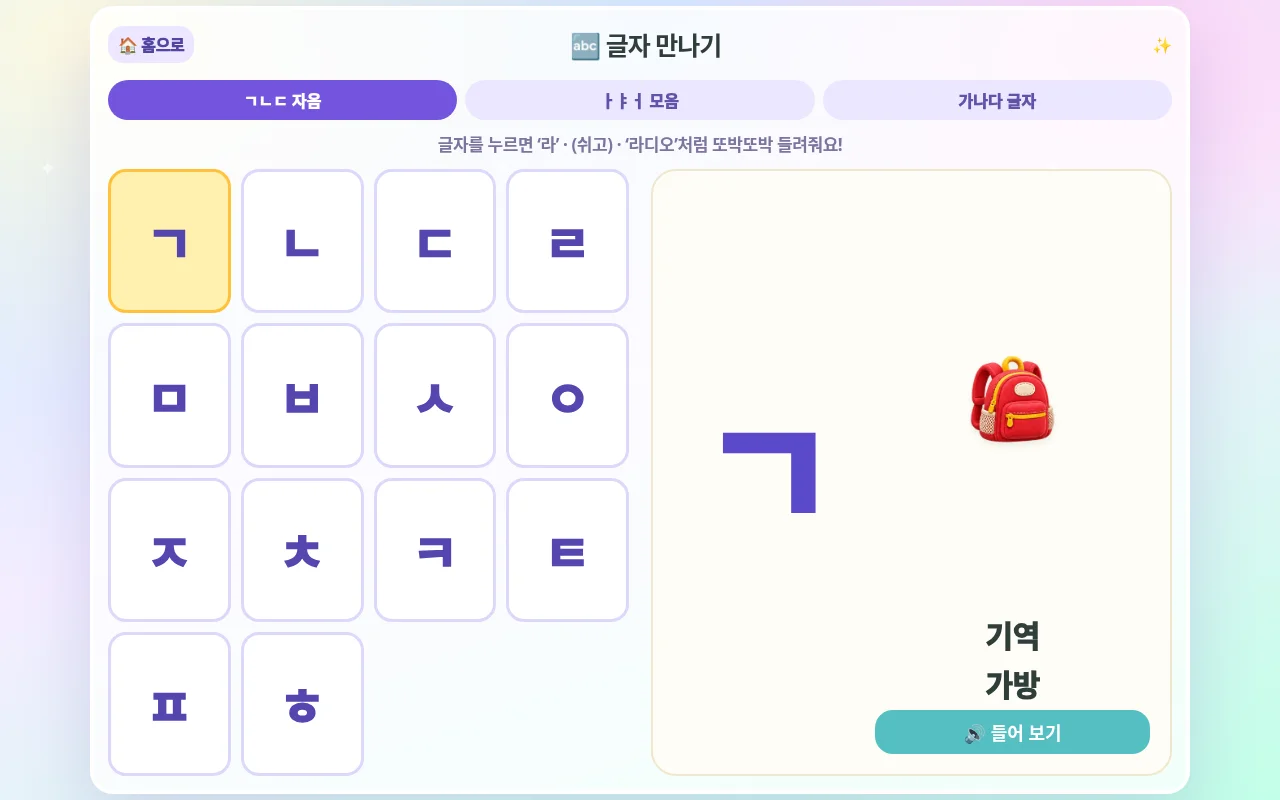 홈으로
abc 글자 만나기
ㄱㄴㄷ 자음
ㅏㅑㅓ 모음
가나다 글자
글자를 누르면 ‘라’ · (쉬고) · ‘라디오’처럼 또박또박 들려줘요!
ㄱ ㄴ ㄷ ㄹ
ㅁ ㅂ ㅅ ㅇ
ㅈ ㅊ ㅋ ㅌ
ㅍ ㅎ
ㄱ
기역
가방
들어 보기